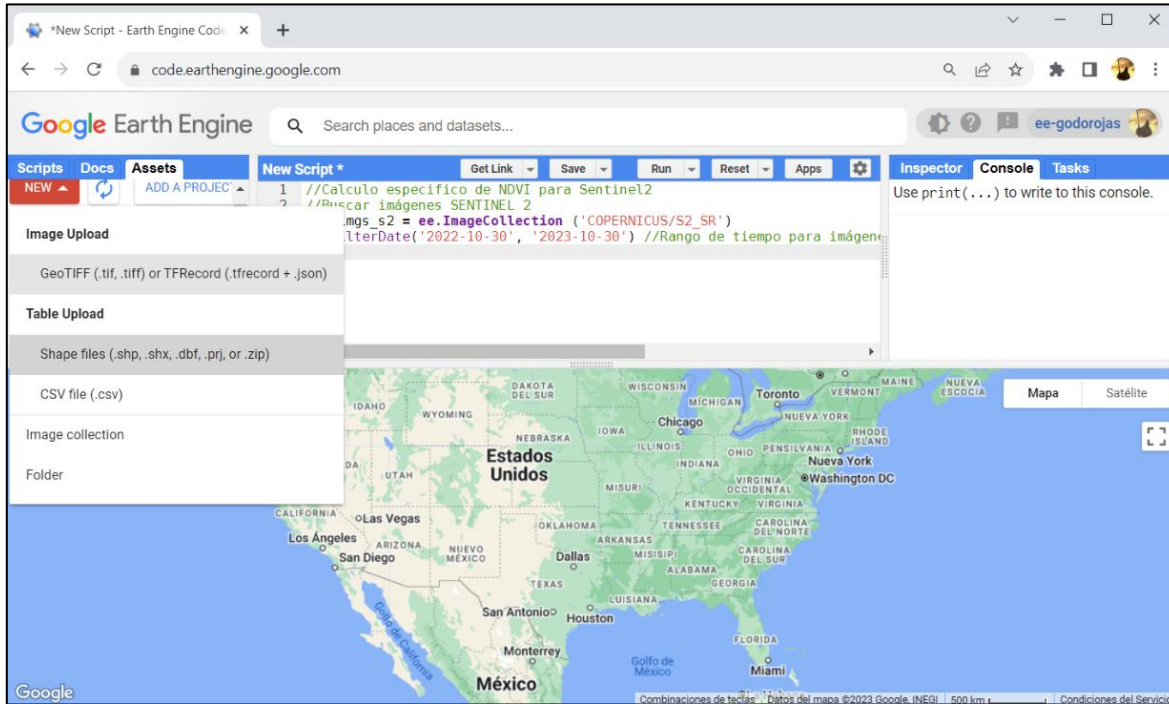 *New Script - Earth Engine Code
code.earthengine.google.com
Google Earth Engine
Search places and datasets...
ee-godorojas
Scripts Docs Assets
NEW
ADD A PROJEC
Image Upload
GeoTIFF (.tif, .tiff) or TFRecord (.tfrecord + .json)
Table Upload
Shape files (.shp, .shx, .dbf, .prj, or .zip)
CSV file (.csv)
Image collection
Folder
New Script *
Get Link Save Run Reset Apps
1 //Calculo especifico de NDVI para Sentinel2
2 //Buscar imágenes SENTINEL 2
mgs_s2 = ee.ImageCollection ('COPERNICUS/S2_SR')
lterDate('2022-10-30', '2023-10-30') //Rango de tiempo para imágen
Inspector Console Tasks
Use print(...) to write to this console.
Mapa Satélite
DAKOTA
DEL SUR
WISCONSIN
MÍCHIGAN
Toronto
VERMONT
MAINE
NUEVA
ESCOCIA
IDAHO
WYOMING
Chicago
NUEVA YORK
IOWA
NEBRASKA
RHODE
ISLAND
ILLINOIS
OHIO
PENSILVANIA
Estados
Unidos
INDIANA
Nueva York
DA
UTAH
MISURI
VIRGINIA
OCCIDENTAL
Washington DC
KENTUCKY
VIRGINIA
CALIFORNIA
Las Vegas
OKLAHOMA
TENNESSEE
CAROLINA
DEL NORTE
Los Ángeles
ARIZONA
NUEVO
MÉXICO
ARKANSAS
San Diego
Dallas
MISISIPI
CAROLINA
DEL SUR
ALABAMA
TEXAS
GEORGIA
LUISIANA
San Antonio
Houston
Golfo de
California
FLORIDA
Monterrey
Golfo de
México
Miami
México
Google
Combinaciones de teclas Datos del mapa ©2023 Google, INEGI 500 km Condiciones del Servicio